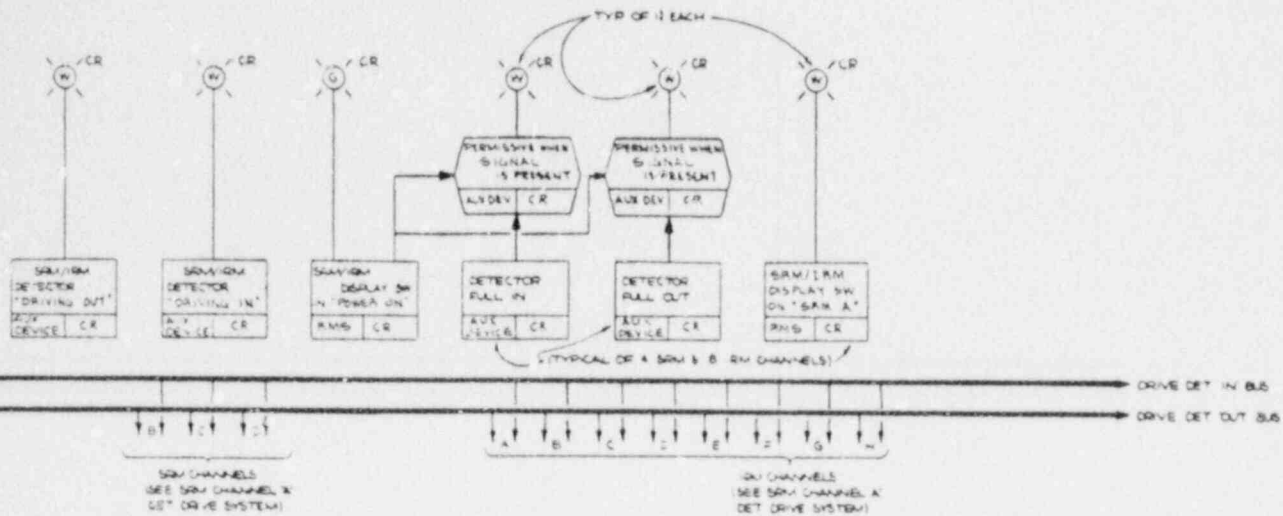 TYP OF 12 EACH
W CR
W CR
G CR
W CR
W CR
W CR
PERMISSIVE WHEN
SIGNAL
IS PRESENT
AUX DEV CR
PERMISSIVE WHEN
SIGNAL
IS PRESENT
AUX DEV CR
SRM/IRM
DETECTOR
"DRIVING OUT"
AUX
DEVICE CR
SRM/IRM
DETECTOR
"DRIVING IN"
AUX
DEVICE CR
SRM/IRM
DISPLAY SW
IN "POWER ON"
RMS CR
DETECTOR
FULL IN
AUX
DEVICE CR
DETECTOR
FULL OUT
AUX
DEVICE CR
SRM/IRM
DISPLAY SW
ON "SRM A"
RMS CR
(TYPICAL OF 4 SRM & 8 IRM CHANNELS)
DRIVE DET IN BUS
DRIVE DET OUT BUS
B C D
A B C D E F G H
SRM CHANNELS
(SEE SRM CHANNEL 'A'
DET DRIVE SYSTEM)
IRM CHANNELS
(SEE SRM CHANNEL 'A'
DET DRIVE SYSTEM)